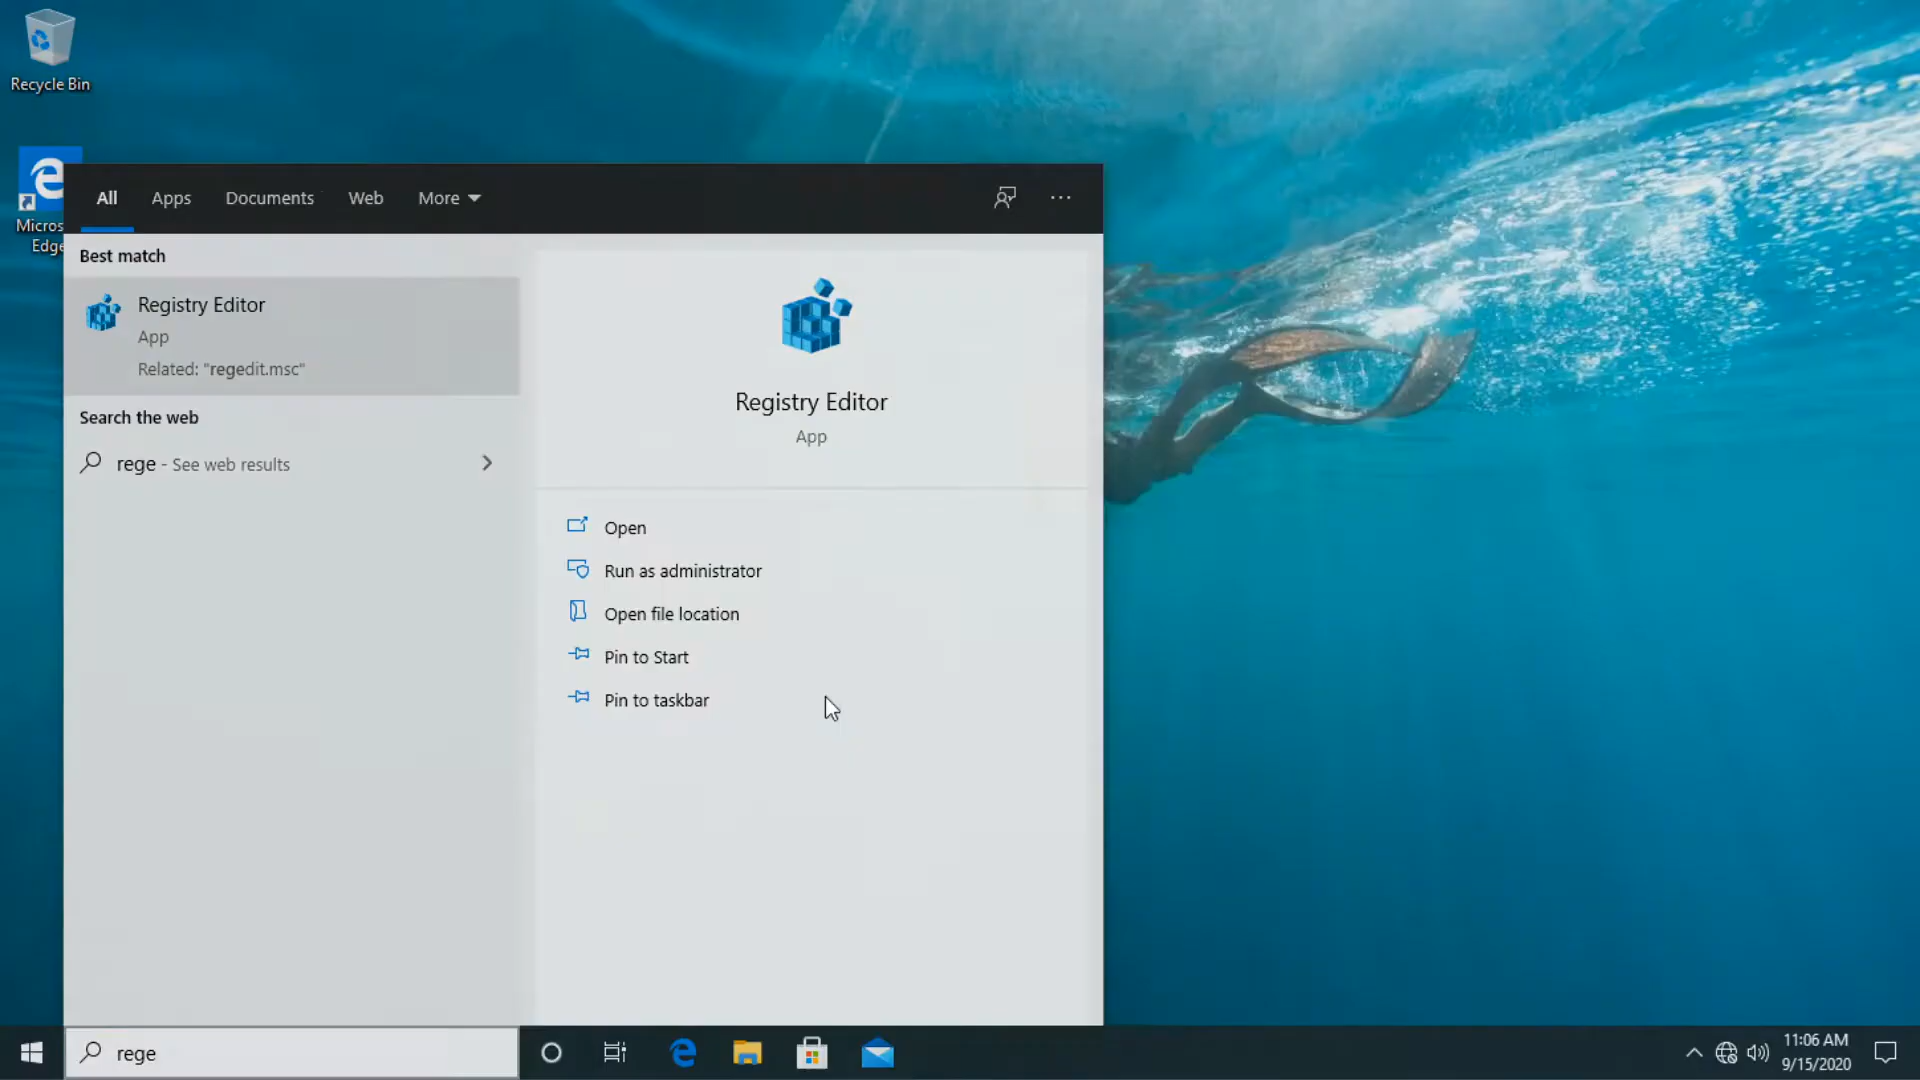 Recycle Bin
Micros
Edge
All Apps Documents Web More
Best match
Registry Editor
App
Related: "regedit.msc"
Search the web
rege - See web results
Registry Editor
App
Open
Run as administrator
Open file location
Pin to Start
Pin to taskbar
rege
11:06 AM
9/15/2020